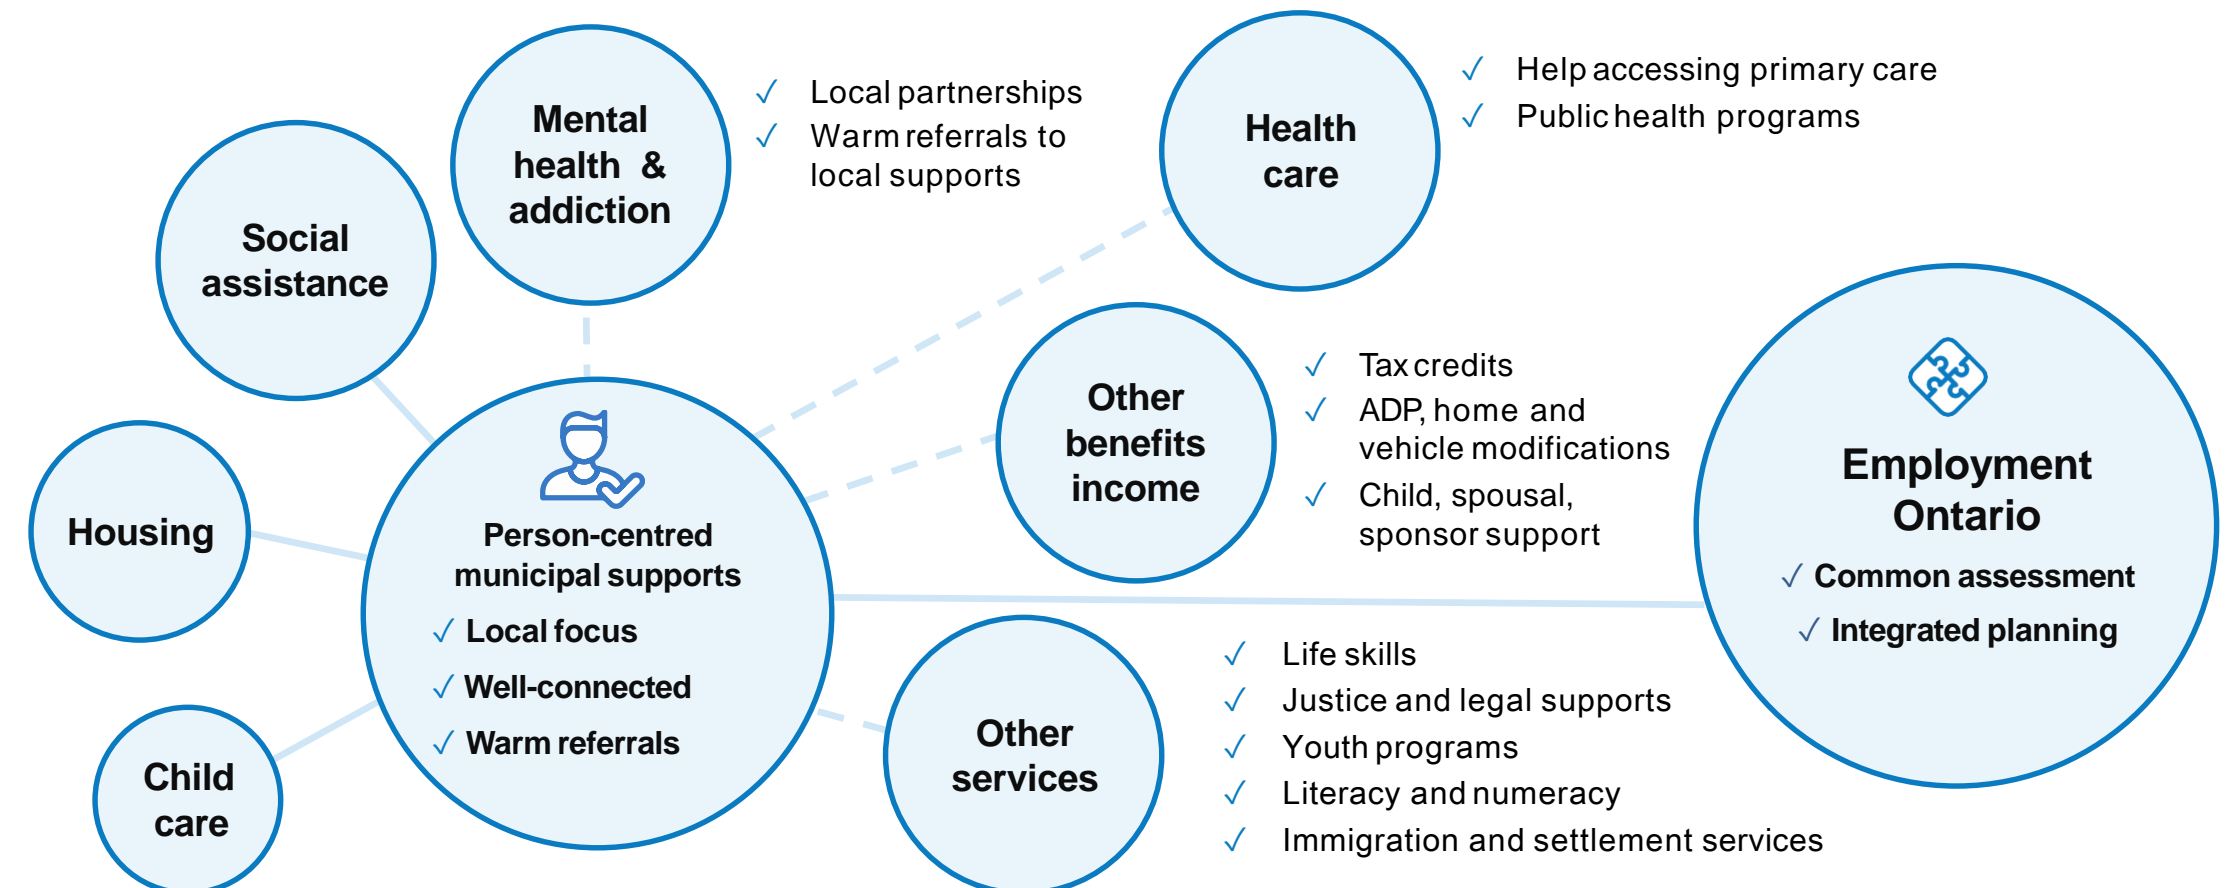 Mental
health & 
addiction
Local partnerships
Warm referrals to
local supports
Health
care
Help accessing primary care
Public health programs
Social
assistance
Housing
Child
care
Person-centred
municipal supports
Local focus
Well-connected
Warm referrals
Other
benefits
income
Tax credits
ADP, home and
vehicle modifications
Child, spousal,
sponsor support
Other
services
Life skills
Justice and legal supports
Youth programs
Literacy and numeracy
Immigration and settlement services
Employment
Ontario
Common assessment
Integrated planning